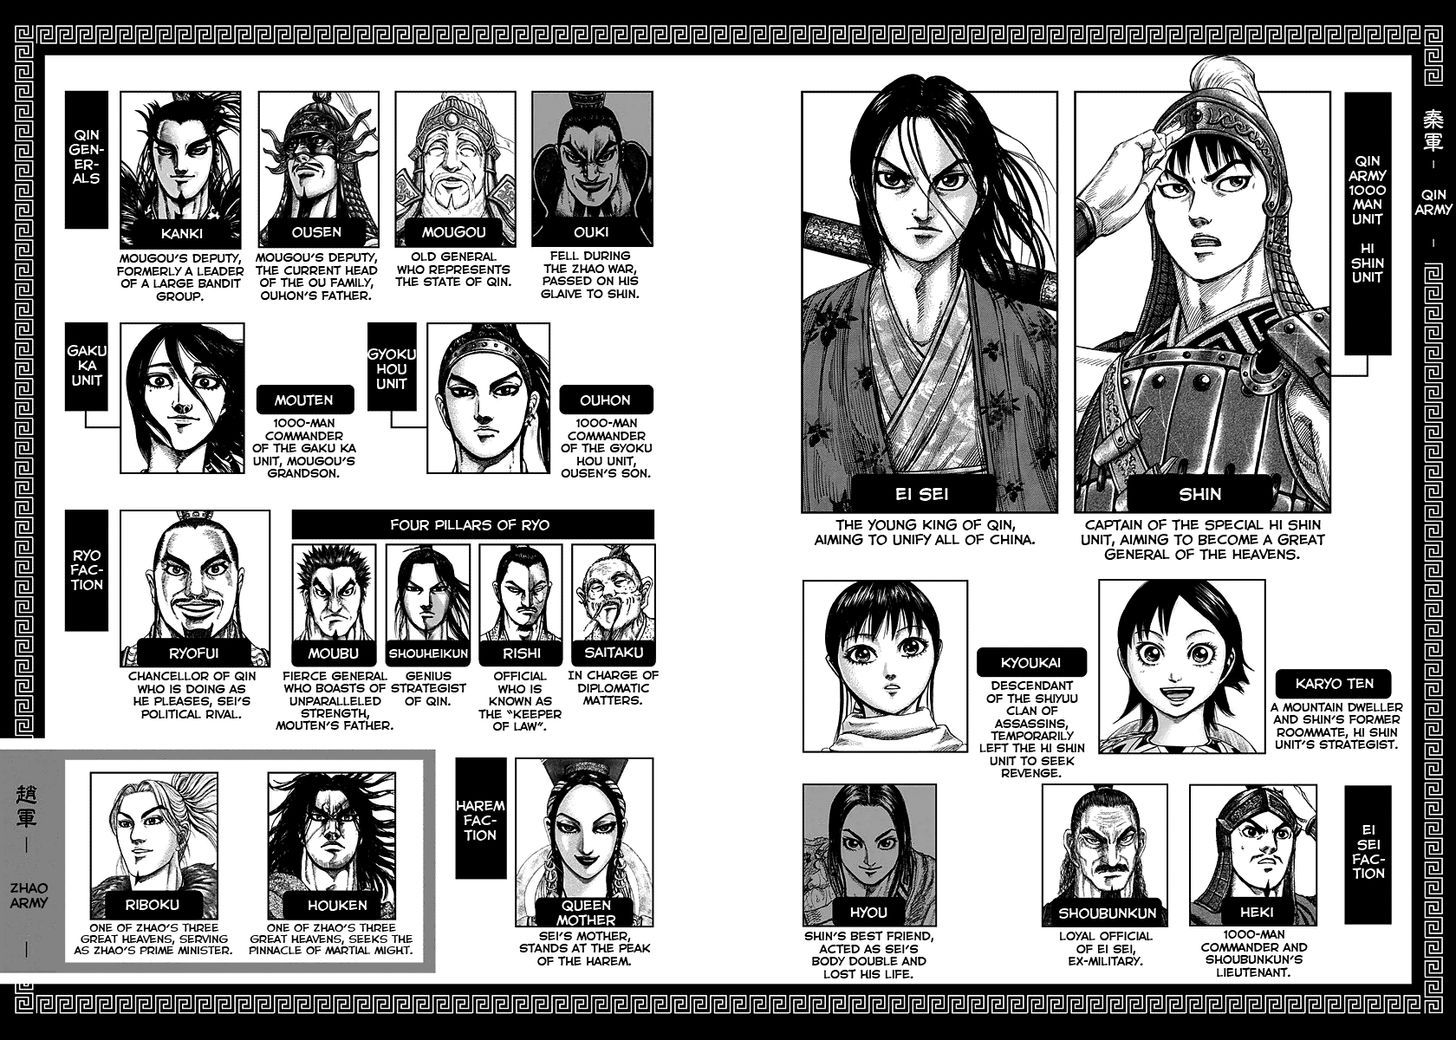 秦軍
QIN
ARMY
QIN
ARMY
1000
MAN
UNIT
HI
SHIN
UNIT
SHIN
CAPTAIN OF THE SPECIAL HI SHIN
UNIT, AIMING TO BECOME A GREAT
GENERAL OF THE HEAVENS.
EI SEI
THE YOUNG KING OF QIN,
AIMING TO UNIFY ALL OF CHINA.
KARYO TEN
A MOUNTAIN DWELLER
AND SHIN'S FORMER
ROOMMATE, HI SHIN
UNIT'S STRATEGIST.
KYOUKAI
DESCENDANT
OF THE SHIYUU
CLAN OF
ASSASSINS,
TEMPORARILY
LEFT THE HI SHIN
UNIT TO SEEK
REVENGE.
EI
SEI
FAC-
TION
HEKI
1000-MAN
COMMANDER AND
SHOUBUNKUN'S
LIEUTENANT.
SHOUBUNKUN
LOYAL OFFICIAL
OF EI SEI,
EX-MILITARY.
HYOU
SHIN'S BEST FRIEND,
ACTED AS SEI'S
BODY DOUBLE AND
LOST HIS LIFE.
QIN
GEN-
ER-
ALS
KANKI
MOUGOU'S DEPUTY,
FORMERLY A LEADER
OF A LARGE BANDIT
GROUP.
OUSEN
MOUGOU'S DEPUTY,
THE CURRENT HEAD
OF THE OU FAMILY,
OUHON'S FATHER.
MOUGOU
OLD GENERAL
WHO REPRESENTS
THE STATE OF QIN.
OUKI
FELL DURING
THE ZHAO WAR,
PASSED ON HIS
GLAIVE TO SHIN.
GAKU
KA
UNIT
MOUTEN
1000-MAN
COMMANDER
OF THE GAKU KA
UNIT, MOUGOU'S
GRANDSON.
GYOKU
HOU
UNIT
OUHON
1000-MAN
COMMANDER
OF THE GYOKU
HOU UNIT,
OUSEN'S SON.
RYO
FAC-
TION
RYOFUI
CHANCELLOR OF QIN
WHO IS DOING AS
HE PLEASES, SEI'S
POLITICAL RIVAL.
FOUR PILLARS OF RYO
MOUBU
FIERCE GENERAL
WHO BOASTS OF
UNPARALLELED
STRENGTH,
MOUTEN'S FATHER.
SHOUHEIKUN
GENIUS
STRATEGIST
OF QIN.
RISHI
OFFICIAL
WHO IS
KNOWN AS
THE "KEEPER
OF LAW".
SAITAKU
IN CHARGE OF
DIPLOMATIC
MATTERS.
HAREM
FAC-
TION
QUEEN
MOTHER
SEI'S MOTHER,
STANDS AT THE PEAK
OF THE HAREM.
趙軍
ZHAO
ARMY
RIBOKU
ONE OF ZHAO'S THREE
GREAT HEAVENS, SERVING
AS ZHAO'S PRIME MINISTER.
HOUKEN
ONE OF ZHAO'S THREE
GREAT HEAVENS, SEEKS THE
PINNACLE OF MARTIAL MIGHT.